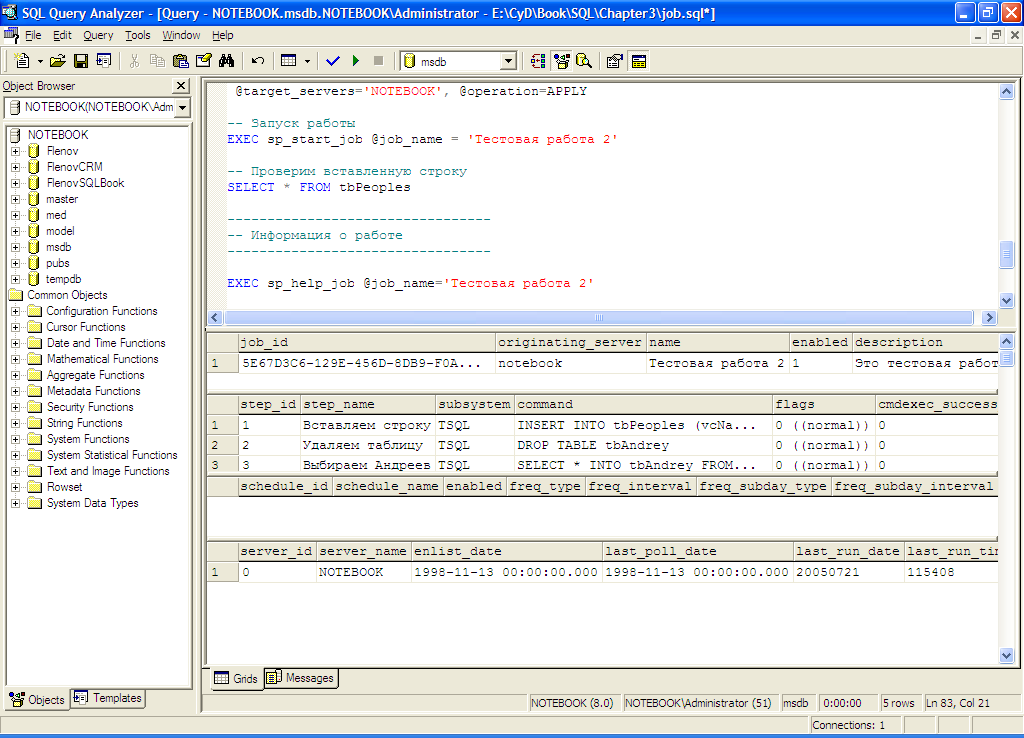 SQL Query Analyzer - [Query - NOTEBOOK.msdb.NOTEBOOK\Administrator - E:\CyD\Book\SQL\Chapter3\job.sql*]
File Edit Query Tools Window Help
msdb
Object Browser
NOTEBOOK(NOTEBOOK\Adm
NOTEBOOK
Flenov
FlenovCRM
FlenovSQLBook
master
med
model
msdb
pubs
tempdb
Common Objects
Configuration Functions
Cursor Functions
Date and Time Functions
Mathematical Functions
Aggregate Functions
Metadata Functions
Security Functions
String Functions
System Functions
System Statistical Functions
Text and Image Functions
Rowset
System Data Types
Objects Templates
@target_servers='NOTEBOOK', @operation=APPLY
-- Запуск работы
EXEC sp_start_job @job_name = 'Тестовая работа 2'
-- Проверим вставленную строку
SELECT * FROM tbPeoples
---------------------------------
-- Информация о работе
---------------------------------
EXEC sp_help_job @job_name='Тестовая работа 2'
job_id originating_server name enabled description
1 5E67D3C6-129E-456D-8DB9-F0A... notebook Тестовая работа 2 1 Это тестовая работ
step_id step_name subsystem command flags cmdexec_success
1 1 Вставляем строку TSQL INSERT INTO tbPeoples (vcNa... 0 ((normal)) 0
2 2 Удаляем таблицу TSQL DROP TABLE tbAndrey 0 ((normal)) 0
3 3 Выбираем Андреев TSQL SELECT * INTO tbAndrey FROM... 0 ((normal)) 0
schedule_id schedule_name enabled freq_type freq_interval freq_subday_type freq_subday_interval
server_id server_name enlist_date last_poll_date last_run_date last_run_tim
1 0 NOTEBOOK 1998-11-13 00:00:00.000 1998-11-13 00:00:00.000 20050721 115408
Grids Messages
NOTEBOOK (8.0) NOTEBOOK\Administrator (51) msdb 0:00:00 5 rows Ln 83, Col 21
Connections: 1